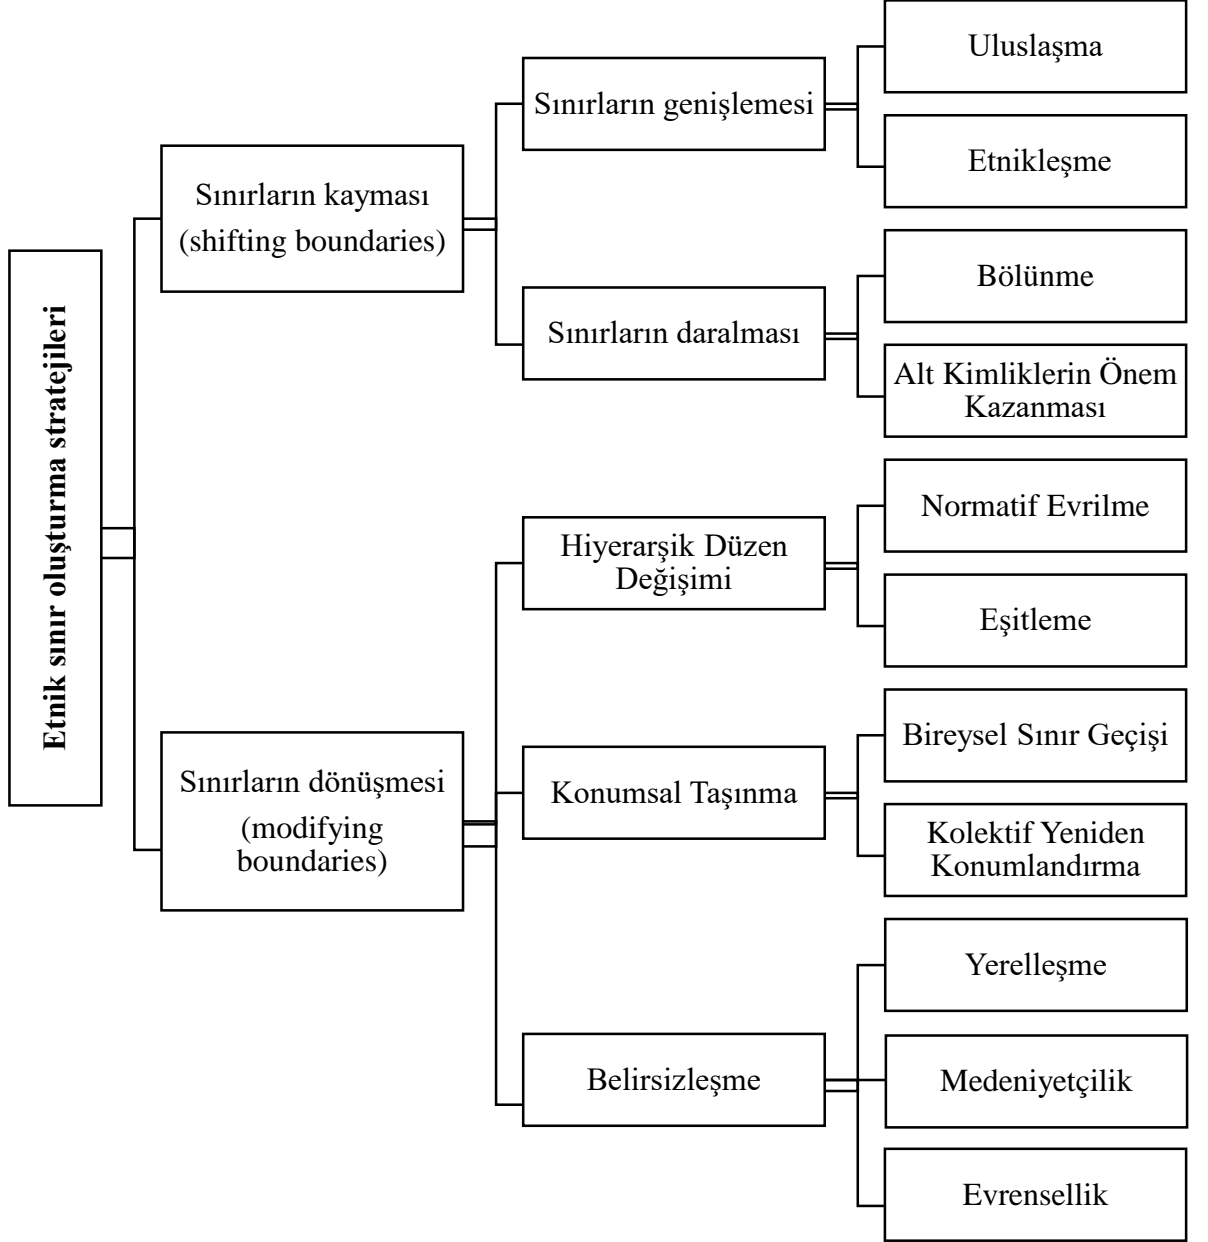 Etnik sınır oluşturma stratejileri
Sınırların kayması
(shifting boundaries)
Sınırların genişlemesi
Uluslaşma
Etnikleşme
Sınırların daralması
Bölünme
Alt Kimliklerin Önem
Kazanması
Sınırların dönüşmesi
(modifying
boundaries)
Hiyerarşik Düzen
Değişimi
Normatif Evrilme
Eşitleme
Konumsal Taşınma
Bireysel Sınır Geçişi
Kolektif Yeniden
Konumlandırma
Belirsizleşme
Yerelleşme
Medeniyetçilik
Evrensellik